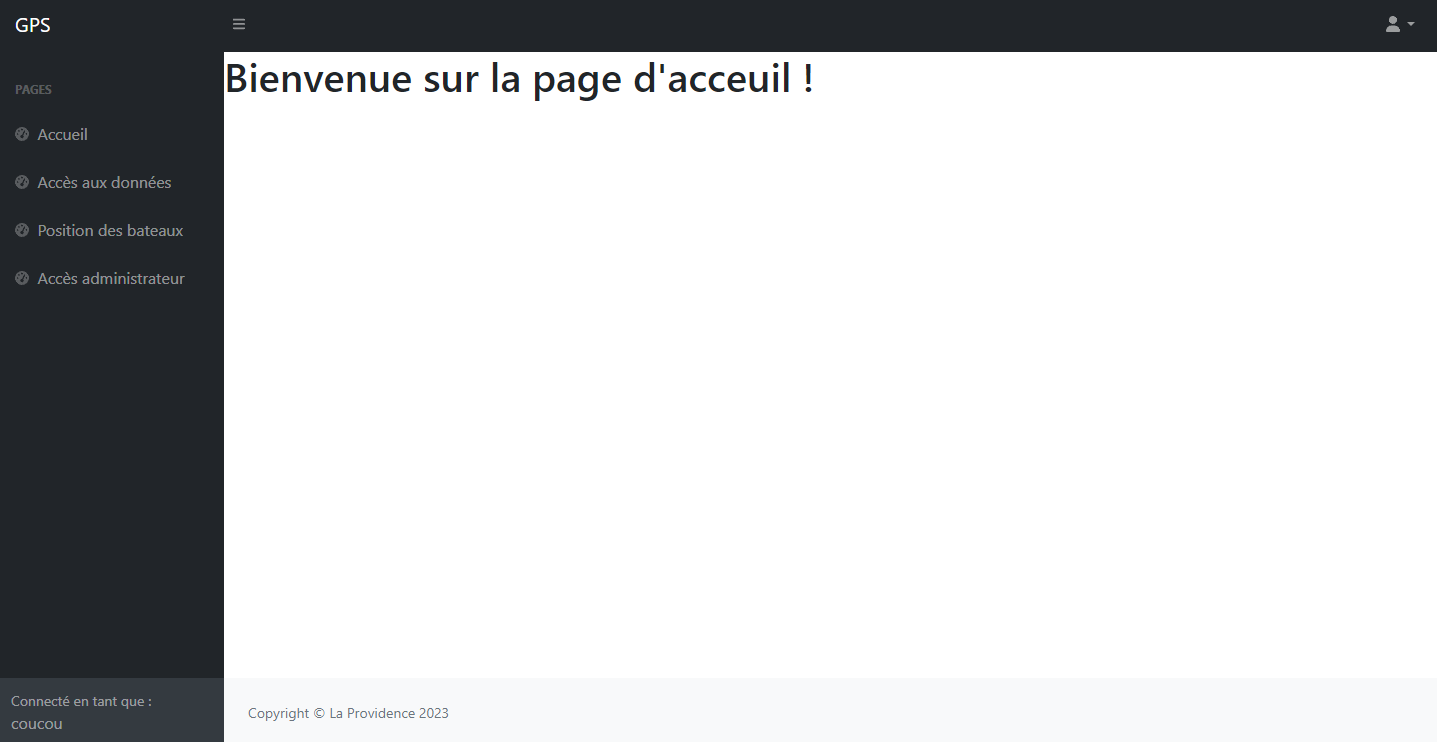 GPS
Bienvenue sur la page d'acceuil !
PAGES
Accueil
Accès aux données
Position des bateaux
Accès administrateur
Connecté en tant que :
coucou
Copyright © La Providence 2023